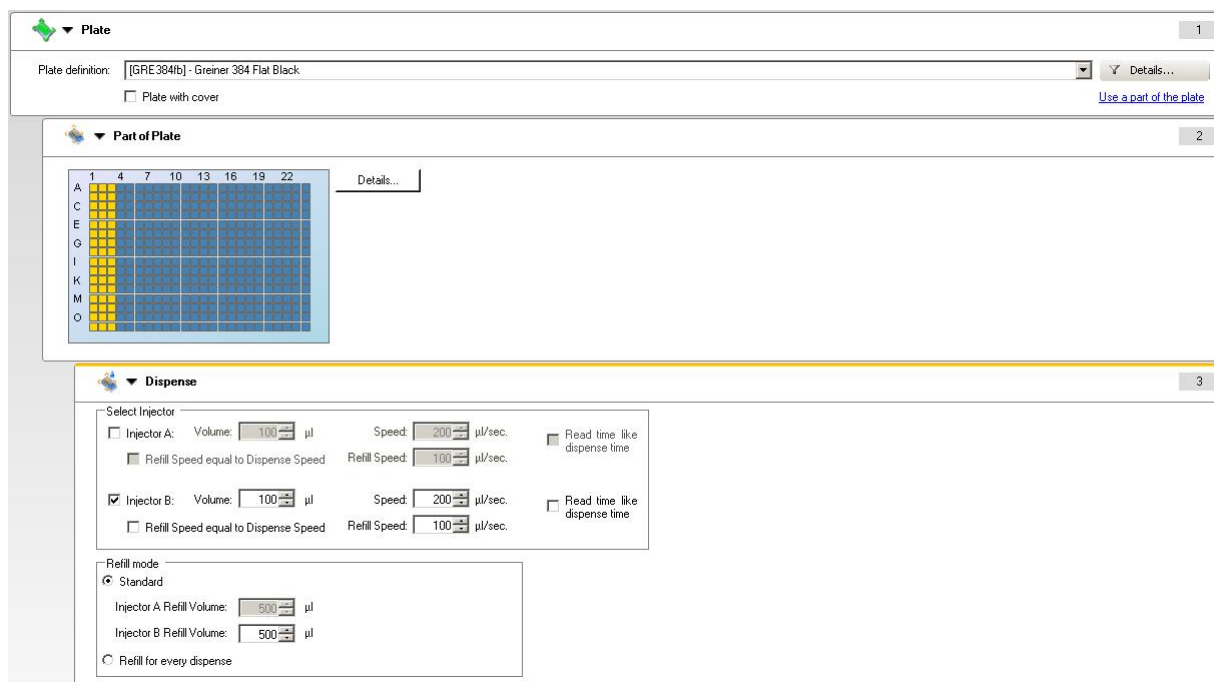 Plate
1
Plate definition: [GRE384fb] - Greiner 384 Flat Black Details...
Plate with cover Use a part of the plate
Part of Plate
2
1 4 7 10 13 16 19 22
A
C
E
G
I
K
M
O
Details...
Dispense
3
Select Injector
Injector A: Volume: 100 µl Speed: 200 µl/sec. Read time like
dispense time
Refill Speed equal to Dispense Speed Refill Speed: 100 µl/sec.
Injector B: Volume: 100 µl Speed: 200 µl/sec. Read time like
dispense time
Refill Speed equal to Dispense Speed Refill Speed: 100 µl/sec.
Refill mode
Standard
Injector A Refill Volume: 500 µl
Injector B Refill Volume: 500 µl
Refill for every dispense